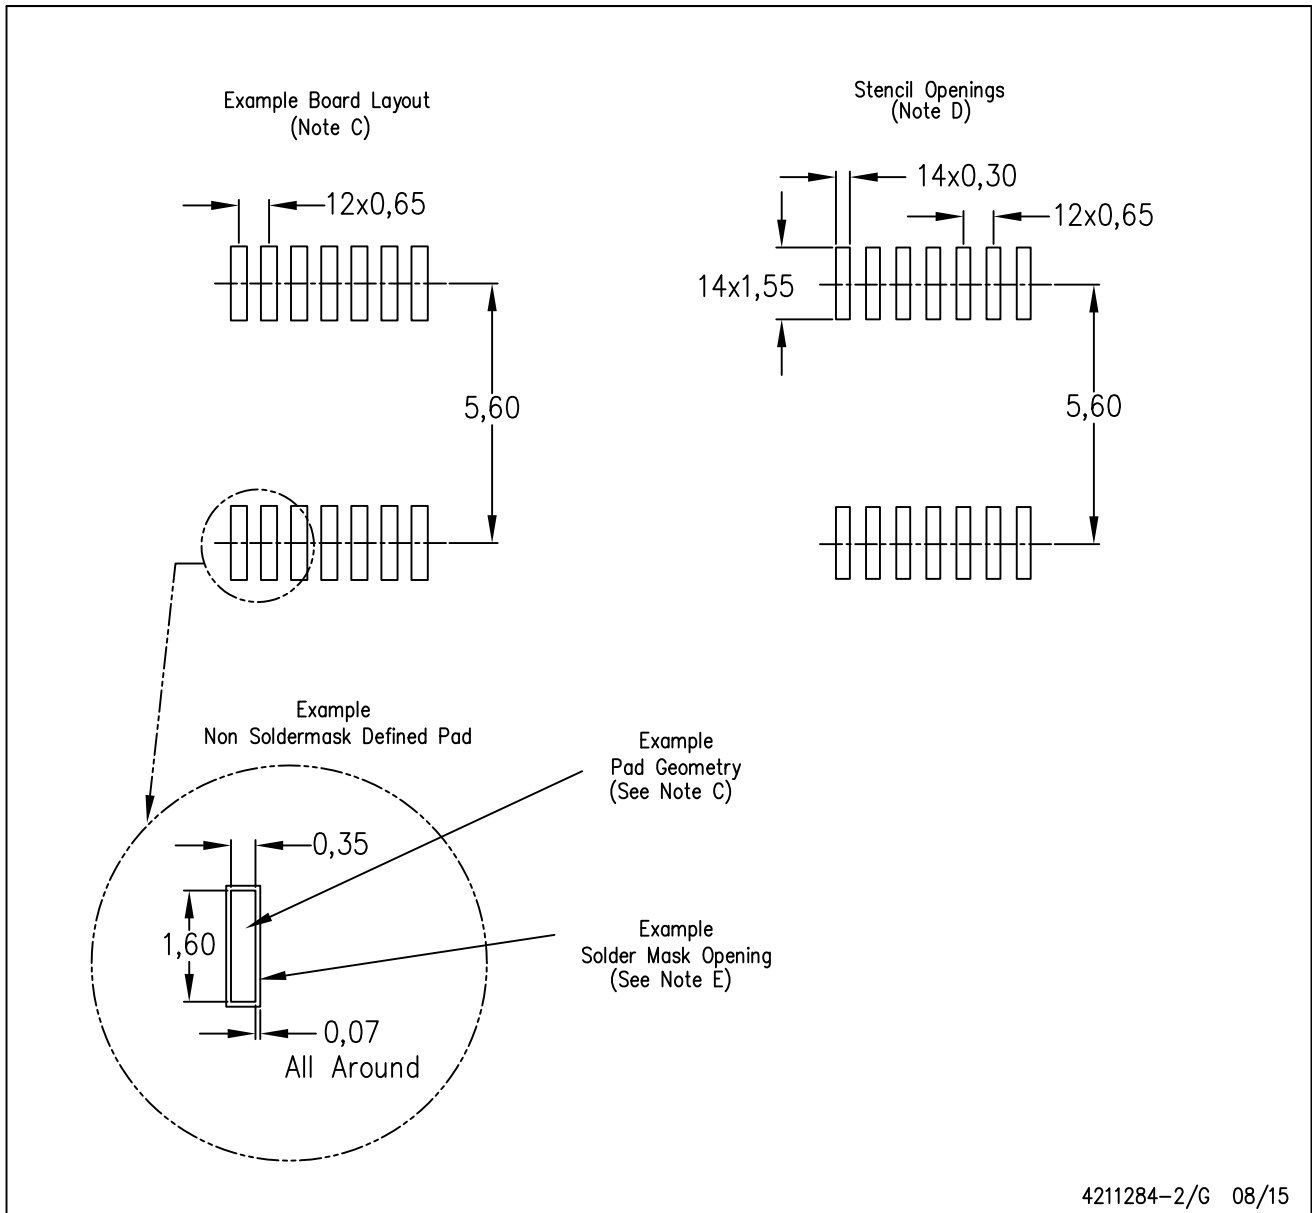 Example Board Layout
(Note C)
12x0,65
5,60
Stencil Openings
(Note D)
14x0,30
12x0,65
14x1,55
5,60
Example
Non Soldermask Defined Pad
0,35
1,60
0,07
All Around
Example
Pad Geometry
(See Note C)
Example
Solder Mask Opening
(See Note E)
4211284-2/G 08/15